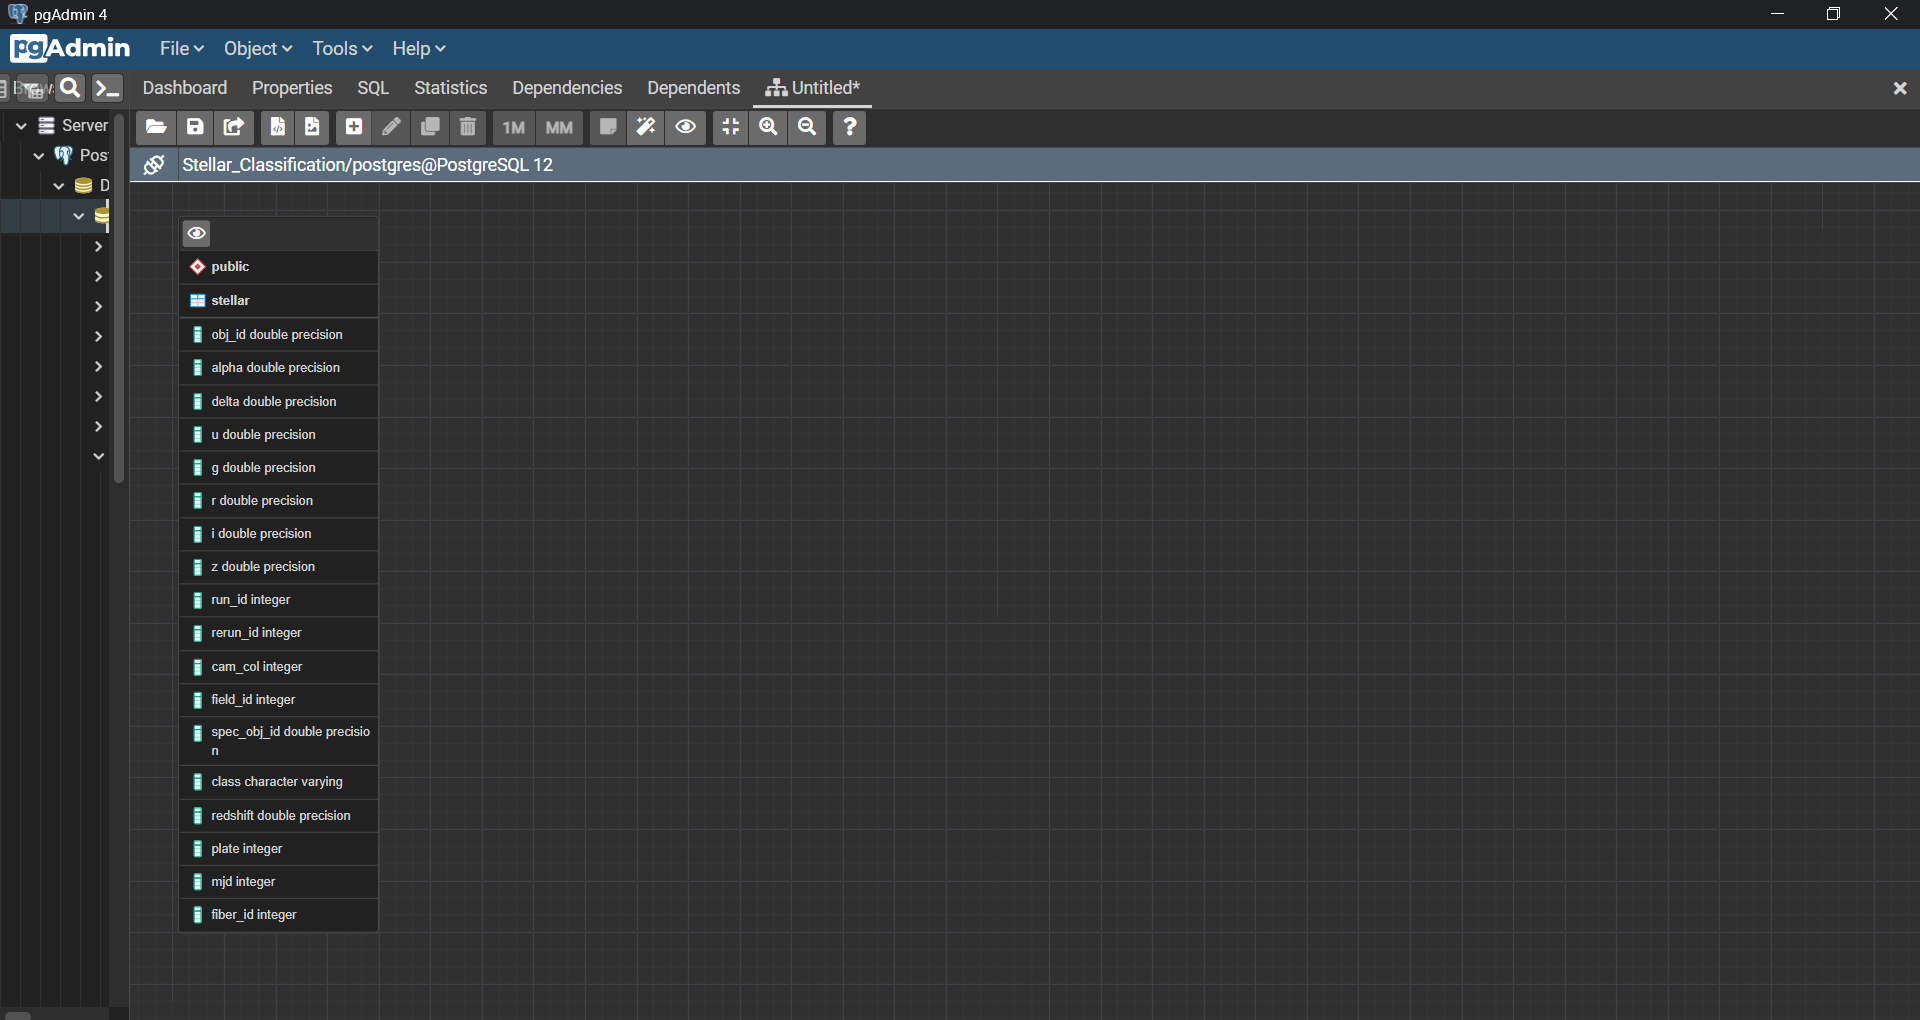 pgAdmin 4
pgAdmin File Object Tools Help
Dashboard Properties SQL Statistics Dependencies Dependents Untitled*
1M MM ?
Stellar_Classification/postgres@PostgreSQL 12
Server
Pos
D
public
stellar
obj_id double precision
alpha double precision
delta double precision
u double precision
g double precision
r double precision
i double precision
z double precision
run_id integer
rerun_id integer
cam_col integer
field_id integer
spec_obj_id double precisio
n
class character varying
redshift double precision
plate integer
mjd integer
fiber_id integer